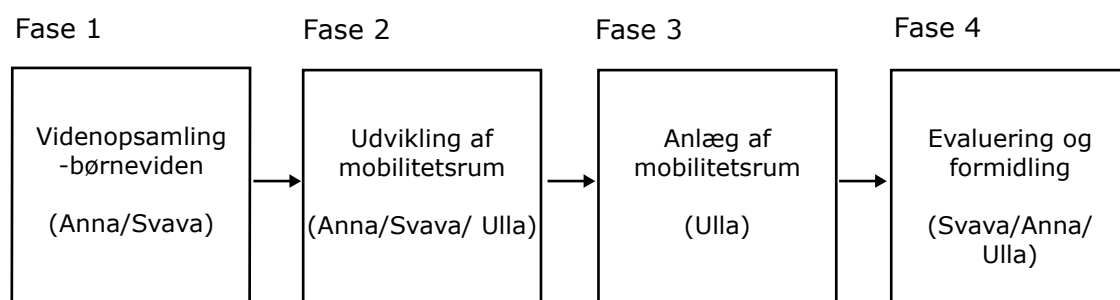 Fase 1
Videnopsamling
-børneviden
(Anna/Svava)
Fase 2
Udvikling af
mobilitetsrum
(Anna/Svava/ Ulla)
Fase 3
Anlæg af
mobilitetsrum
(Ulla)
Fase 4
Evaluering og
formidling
(Svava/Anna/
Ulla)